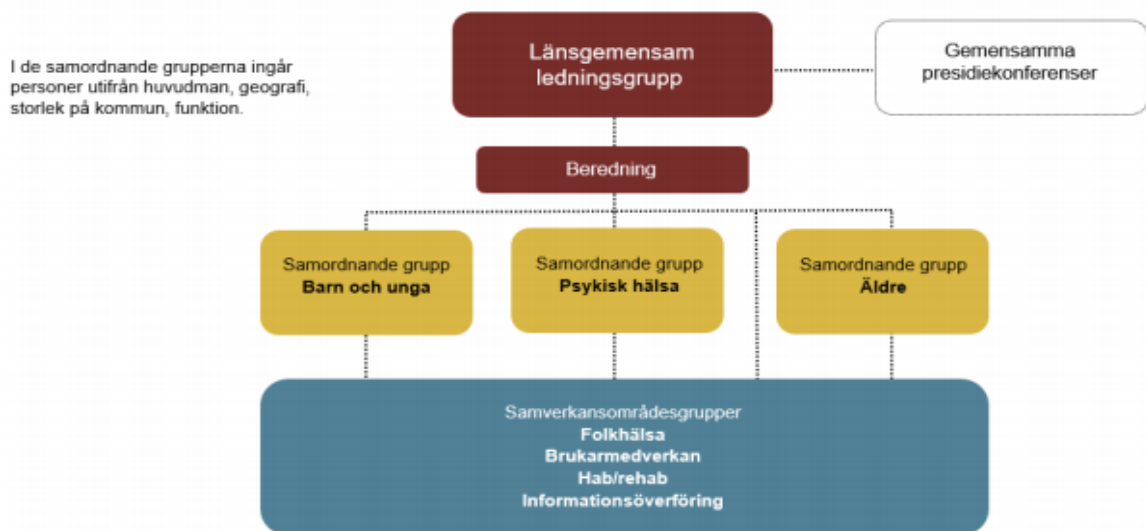 I de samordnande grupperna ingår
personer utifrån huvudman, geografi,
storlek på kommun, funktion.
Länsgemensam
ledningsgrupp
Gemensamma
presidiekonferenser
Beredning
Samordnande grupp
Barn och unga
Samordnande grupp
Psykisk hälsa
Samordnande grupp
Äldre
Samverkansområdesgrupper
Folkhälsa
Brukarmedverkan
Hab/rehab
Informationsöverföring